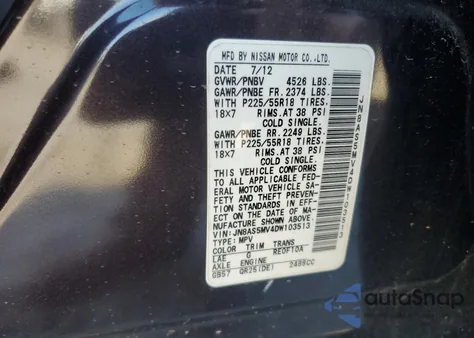 MFD BY NISSAN MOTOR CO.,LTD.
DATE 7/12
GVWR/PNBV 4526 LBS.
GAWR/PNBE FR. 2374 LBS.
WITH P225/55R18 TIRES.
18X7 RIMS.AT 38 PSI
COLD SINGLE.
GAWR/PNBE RR. 2249 LBS.
WITH P225/55R18 TIRES.
18X7 RIMS.AT 38 PSI
COLD SINGLE.
THIS VEHICLE CONFORMS
TO ALL APPLICABLE FED-
ERAL MOTOR VEHICLE SA-
FETY AND THEFT PREVEN-
TION STANDARDS IN EFF-
ECT ON THE DATE OF MA-
NUFACTURE SHOWN ABOVE.
VIN: JN8AS5MV4DW103513
TYPE: MPV
COLOR TRIM TRANS
LAE G RE0F10A
AXLE ENGINE
GB57 QR25(DE) 2488CC
JN8AS5MV4DW103513
autoSnap